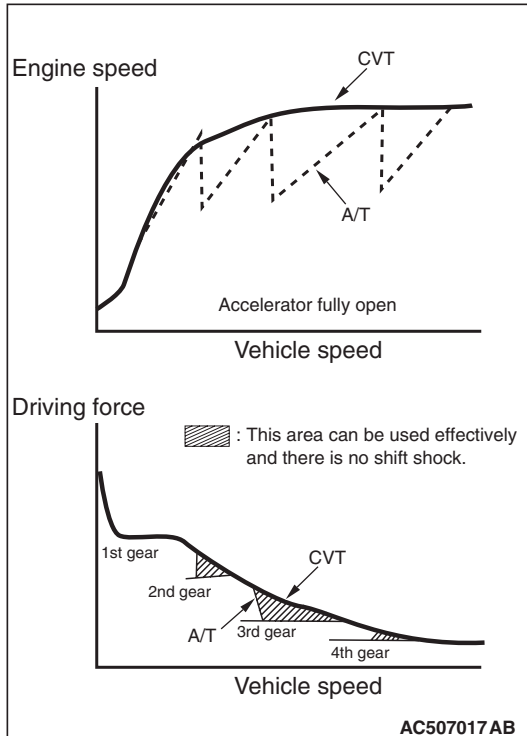 Engine speed
CVT
A/T
Accelerator fully open
Vehicle speed
Driving force
: This area can be used effectively
and there is no shift shock.
1st gear
CVT
2nd gear
A/T
3rd gear
4th gear
Vehicle speed
AC507017AB